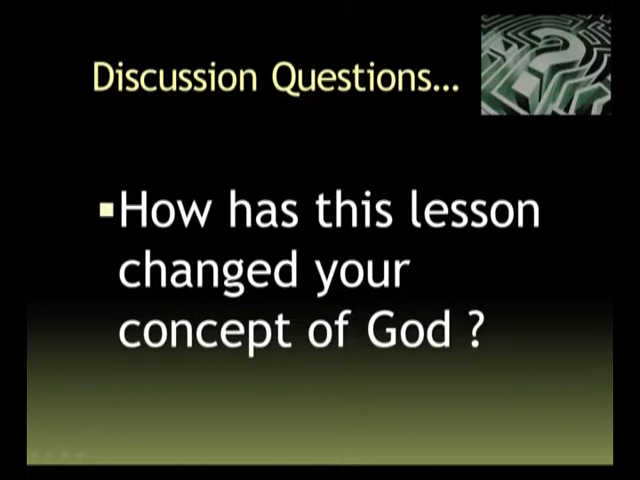 Discussion Questions...
How has this lesson
changed your
concept of God ?